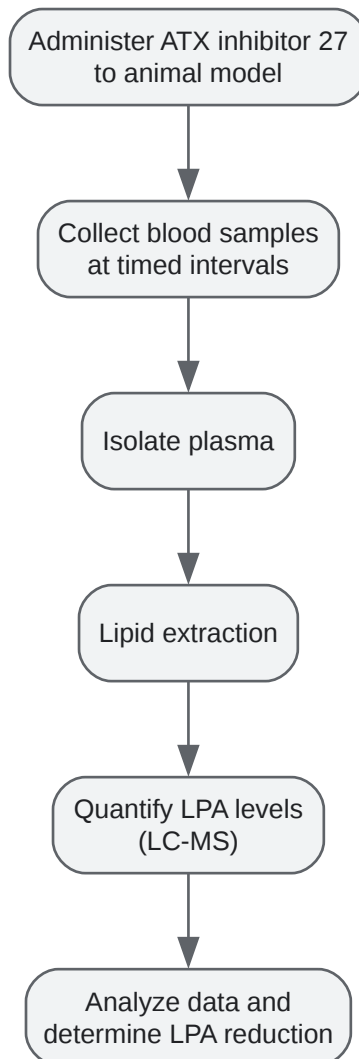 Administer ATX inhibitor 27
to animal model
Collect blood samples
at timed intervals
Isolate plasma
Lipid extraction
Quantify LPA levels
(LC-MS)
Analyze data and
determine LPA reduction